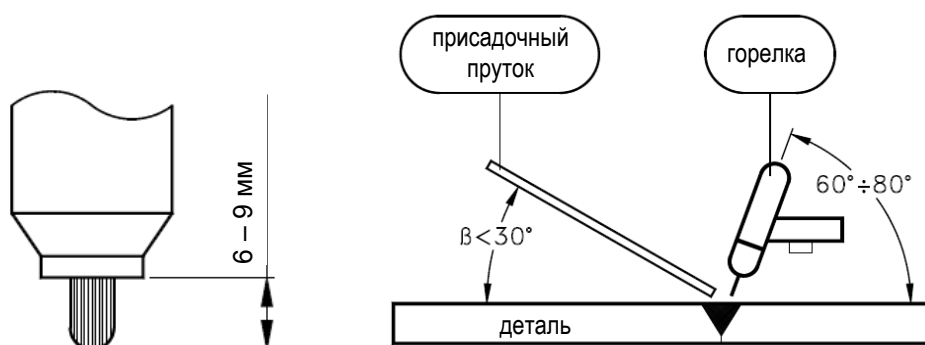 присадочный
пруток
горелка
6 – 9 мм
60°÷80°
ß<30°
деталь